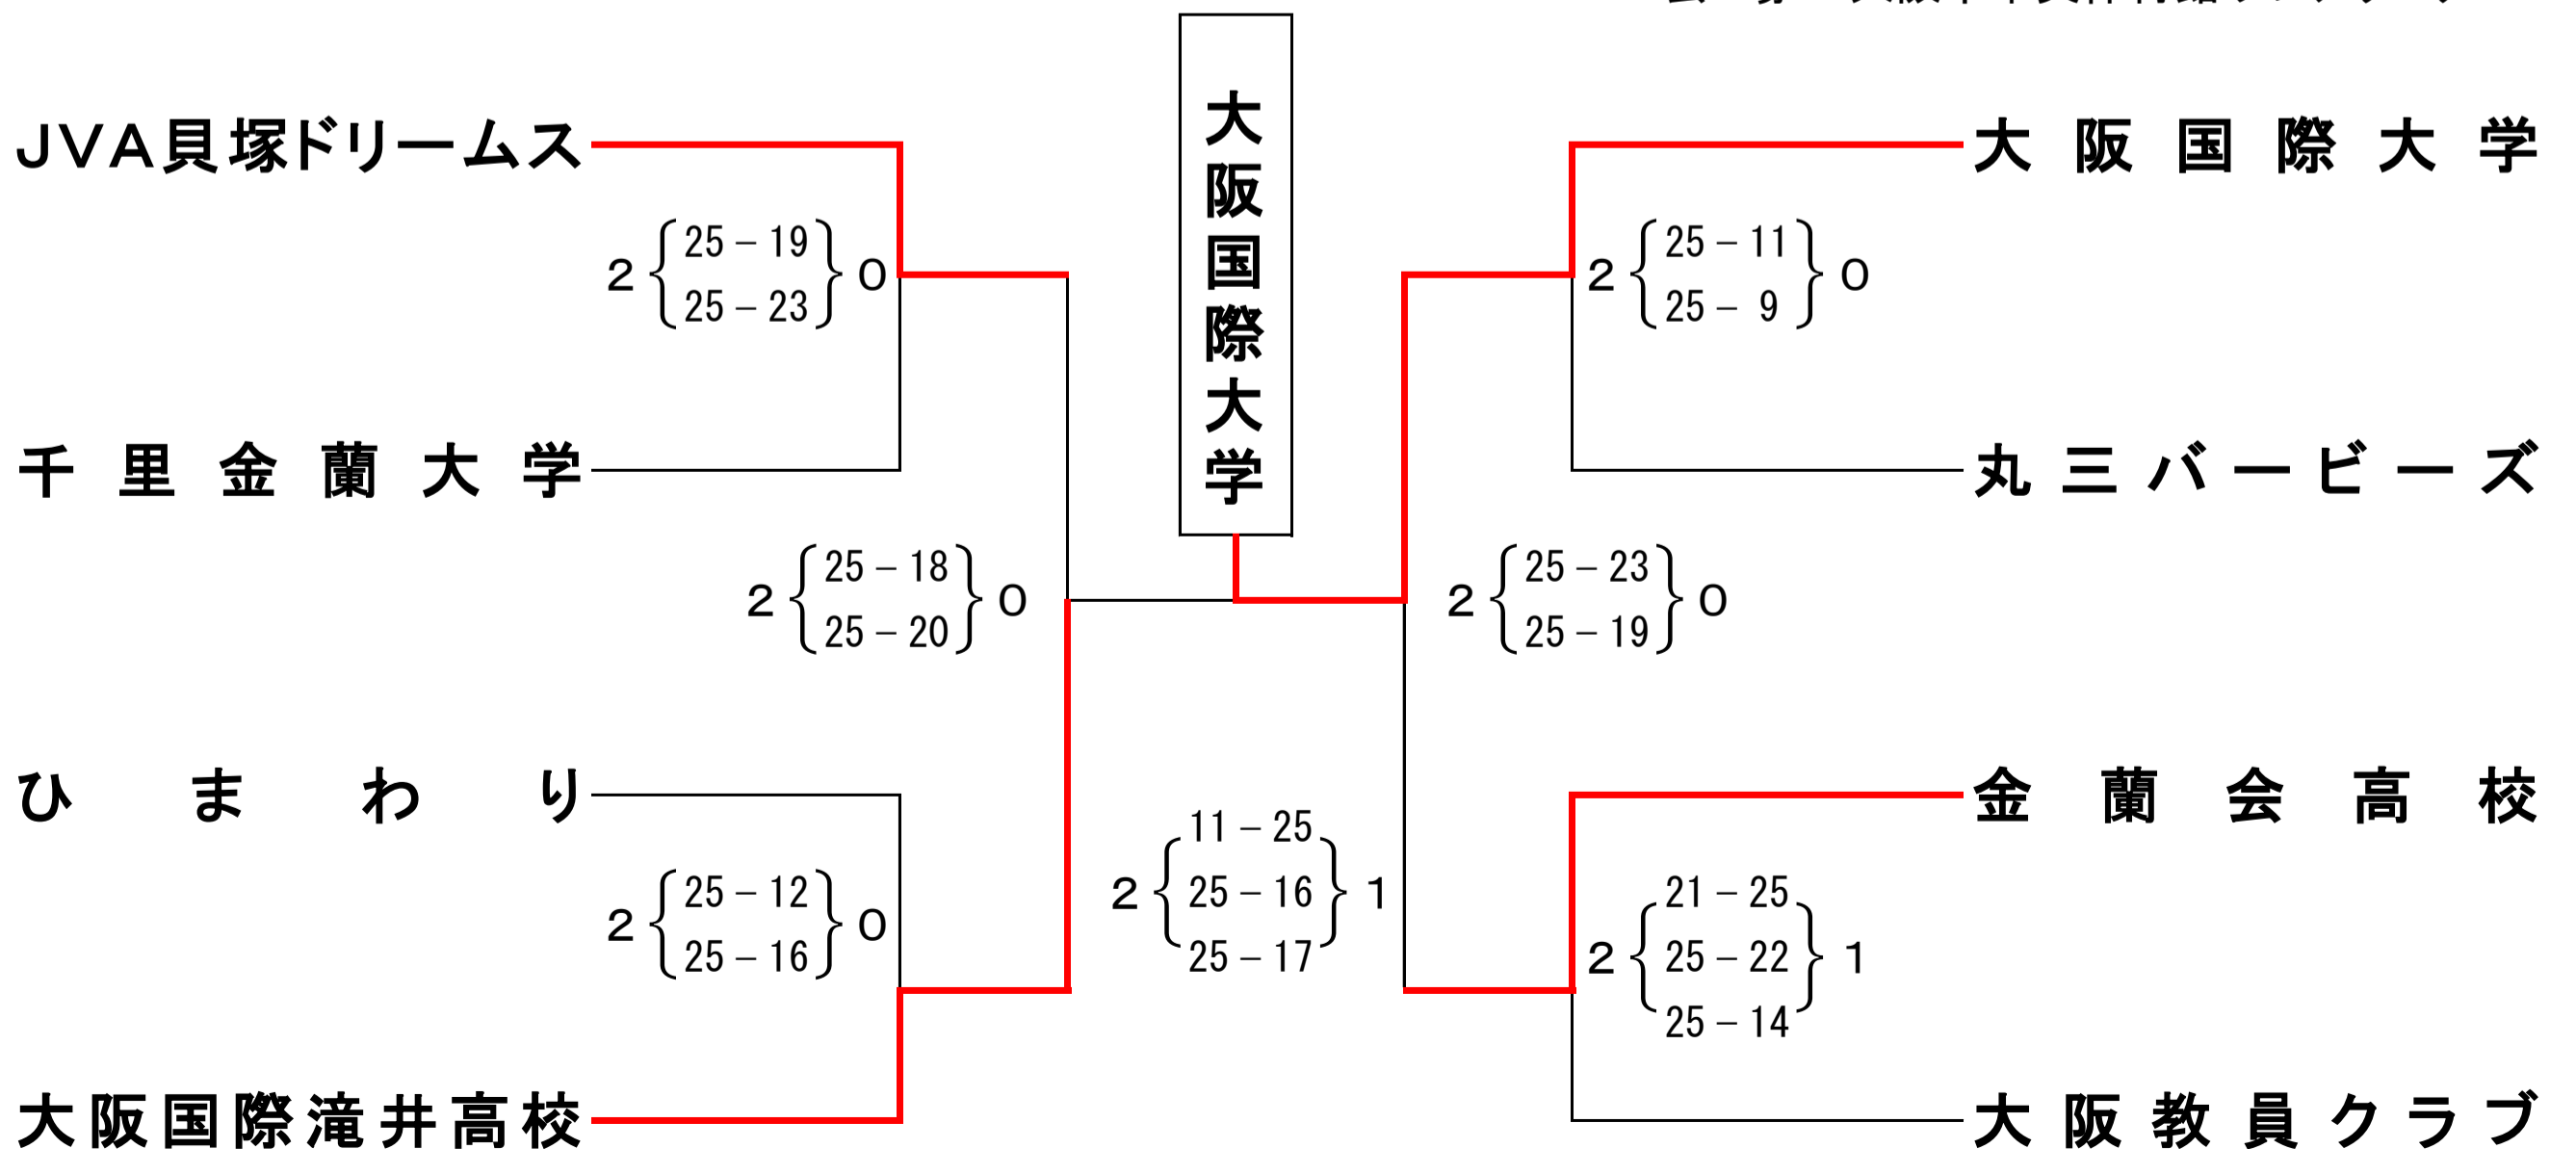 JVA貝塚ドリームス
2 { 25 － 19 } 0
25 － 23
千里金蘭大学
2 { 25 － 18 } 0
25 － 20
ひまわり
2 { 25 － 12 } 0
25 － 16
大阪国際滝井高校
大阪国際大学
11 － 25
2 { 25 － 16 } 1
25 － 17
大阪国際大学
2 { 25 － 11 } 0
25 － 9
丸三バービーズ
2 { 25 － 23 } 0
25 － 19
金蘭会高校
21 － 25
2 { 25 － 22 } 1
25 － 14
大阪教員クラブ